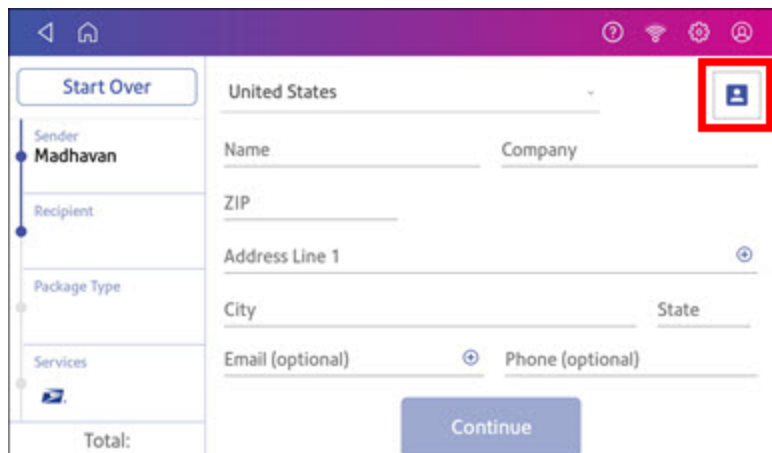 Start Over
Sender
Madhavan
Recipient
Package Type
Services
Total:
United States
Name
Company
ZIP
Address Line 1
City
State
Email (optional)
Phone (optional)
Continue